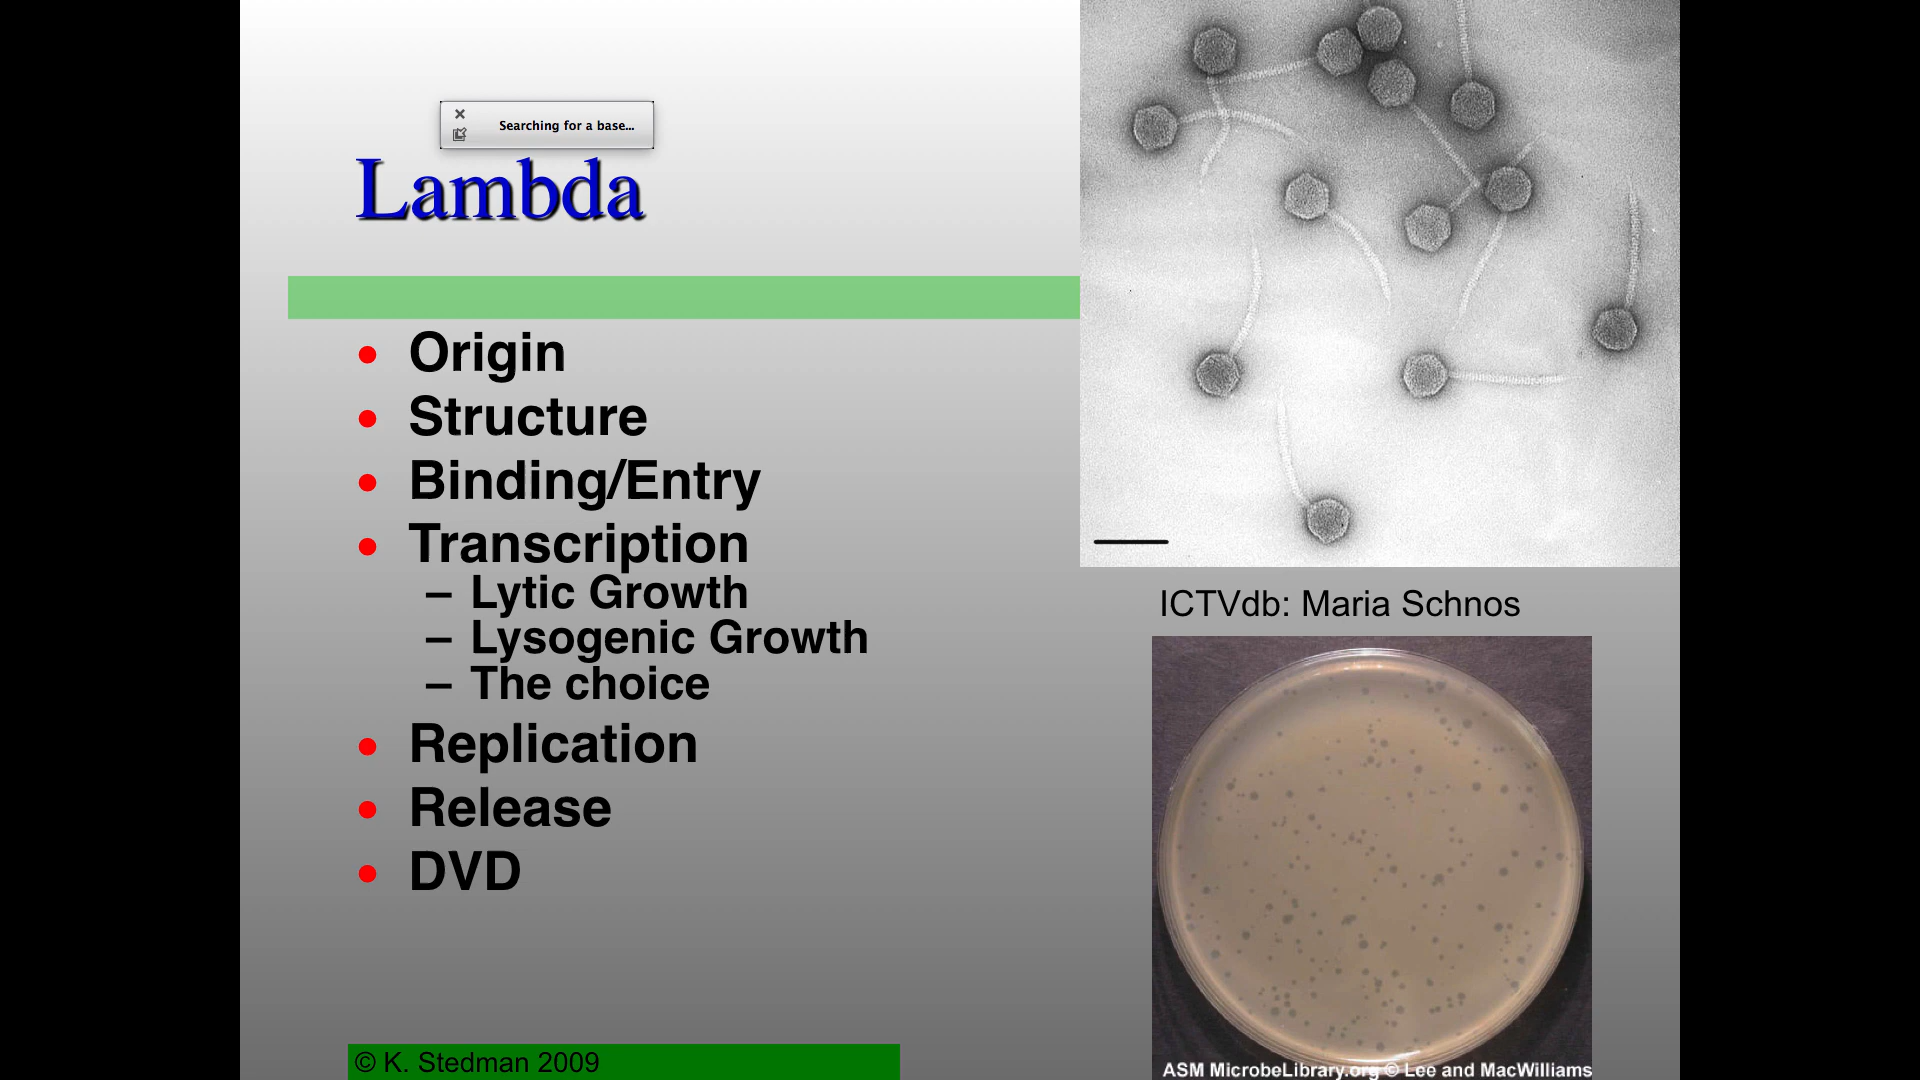 Searching for a base...
Lambda
• Origin
• Structure
• Binding/Entry
• Transcription
– Lytic Growth
– Lysogenic Growth
– The choice
• Replication
• Release
• DVD
ICTVdb: Maria Schnos
ASM MicrobeLibrary.org © Lee and MacWilliams
© K. Stedman 2009